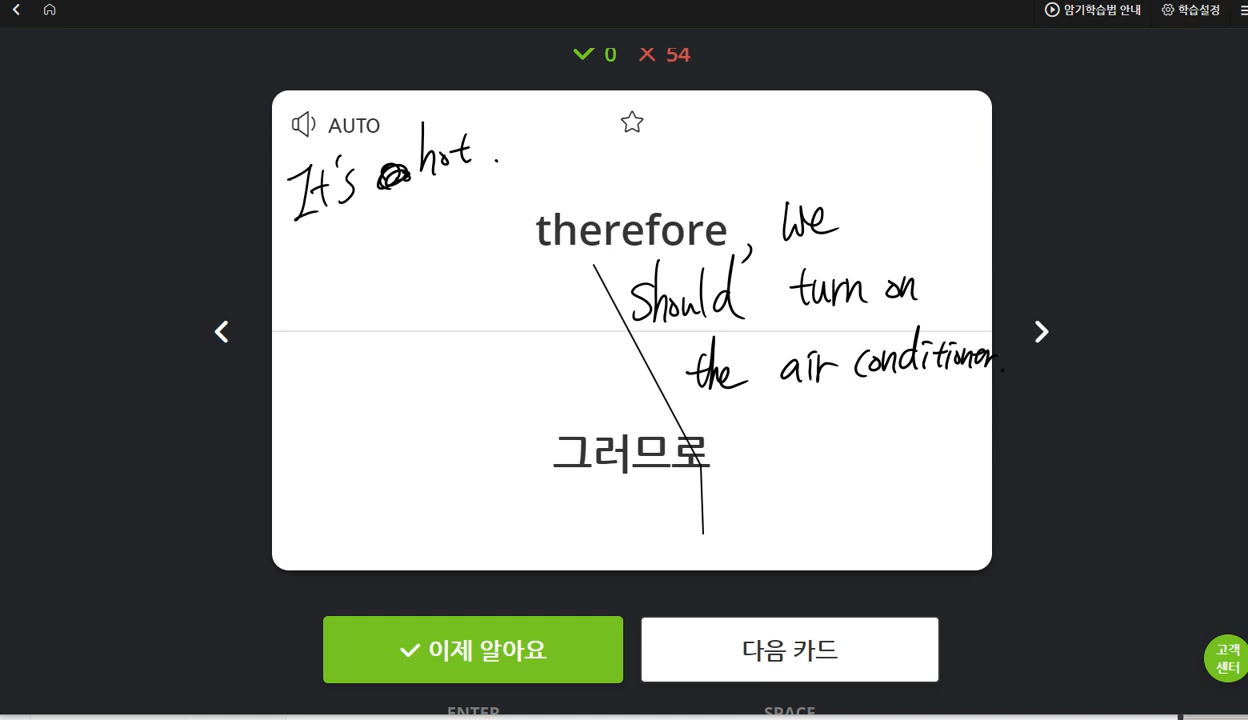 암기학습법 안내 학습설정
0 54
AUTO
It's hot.
therefore, we
should turn on
the air conditioner.
그러므로
이제 알아요 다음 카드
고객
센터
ENTER SPACE